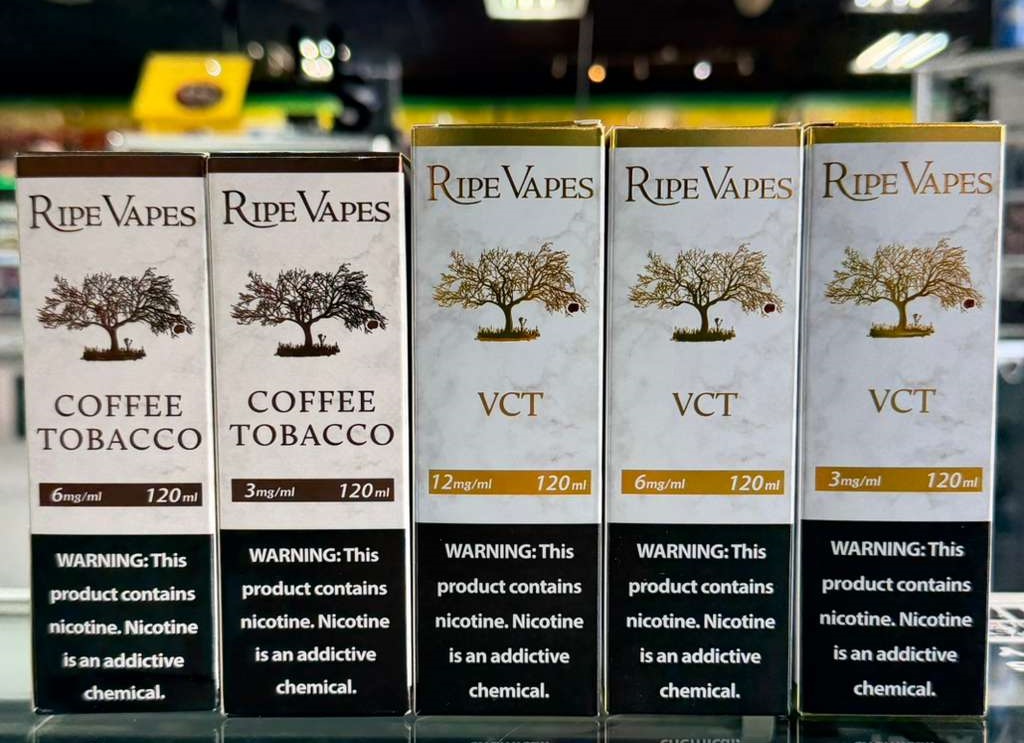 RIPE VAPES
COFFEE
TOBACCO
6mg/ml 120ml
WARNING: This
product contains
nicotine. Nicotine
is an addictive
chemical.
RIPE VAPES
COFFEE
TOBACCO
3mg/ml 120ml
WARNING: This
product contains
nicotine. Nicotine
is an addictive
chemical.
RIPE VAPES
VCT
12mg/ml 120ml
WARNING: This
product contains
nicotine. Nicotine
is an addictive
chemical.
RIPE VAPES
VCT
6mg/ml 120ml
WARNING: This
product contains
nicotine. Nicotine
is an addictive
chemical.
RIPE VAPES
VCT
3mg/ml 120ml
WARNING: This
product contains
nicotine. Nicotine
is an addictive
chemical.